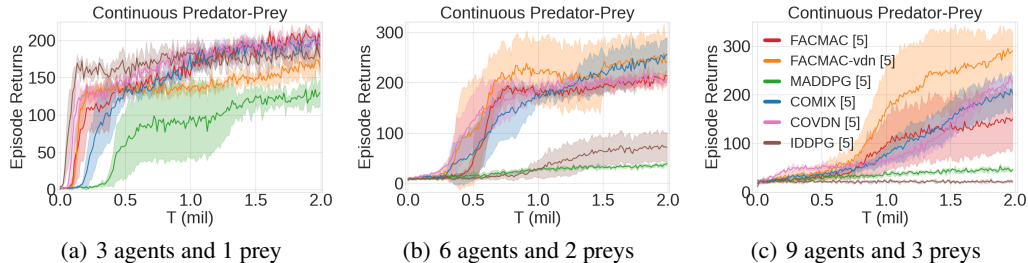 Continuous Predator-Prey
Episode Returns
200
150
100
50
0
0.0 0.5 1.0 1.5 2.0
T (mil)
(a) 3 agents and 1 prey
Continuous Predator-Prey
Episode Returns
300
200
100
0
0.0 0.5 1.0 1.5 2.0
T (mil)
(b) 6 agents and 2 preys
Continuous Predator-Prey
Episode Returns
300
200
100
0
FACMAC [5]
FACMAC-vdn [5]
MADDPG [5]
COMIX [5]
COVDN [5]
IDDPG [5]
0.0 0.5 1.0 1.5 2.0
T (mil)
(c) 9 agents and 3 preys